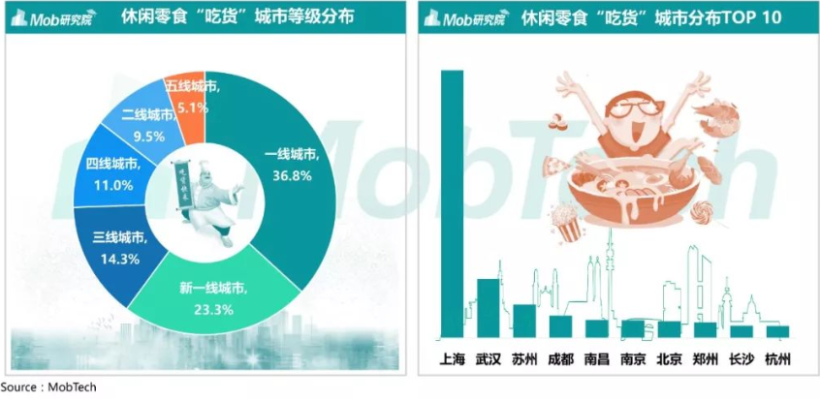 Mob研究院
休闲零食“吃货”城市等级分布
五线城市,
5.1%
二线城市,
9.5%
一线城市,
36.8%
四线城市,
11.0%
三线城市,
14.3%
新一线城市,
23.3%
MobTech
Mob研究院
休闲零食“吃货”城市分布TOP 10
上海 武汉 苏州 成都 南昌 南京 北京 郑州 长沙 杭州
Source：MobTech